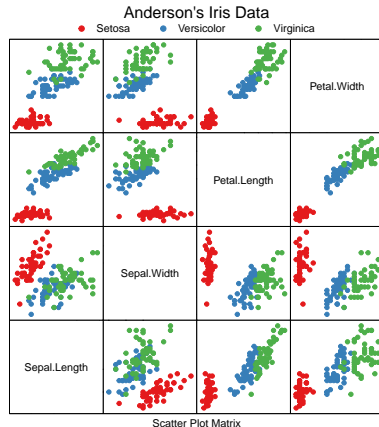 Anderson's Iris Data
Setosa Versicolor Virginica
Petal.Width
Petal.Length
Sepal.Width
Sepal.Length
Scatter Plot Matrix